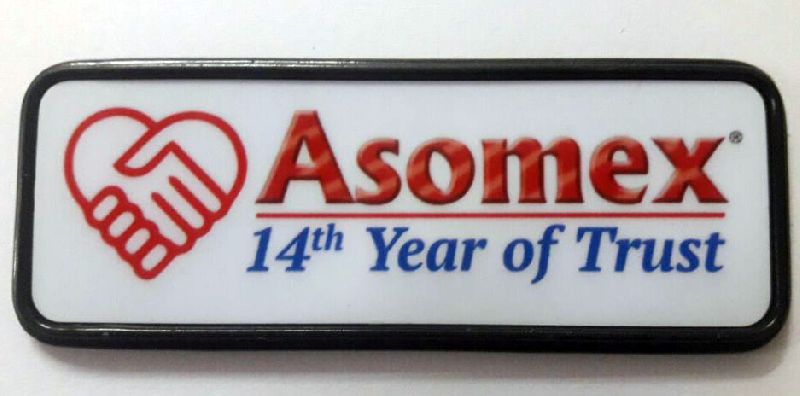 Asomex®
14th Year of Trust